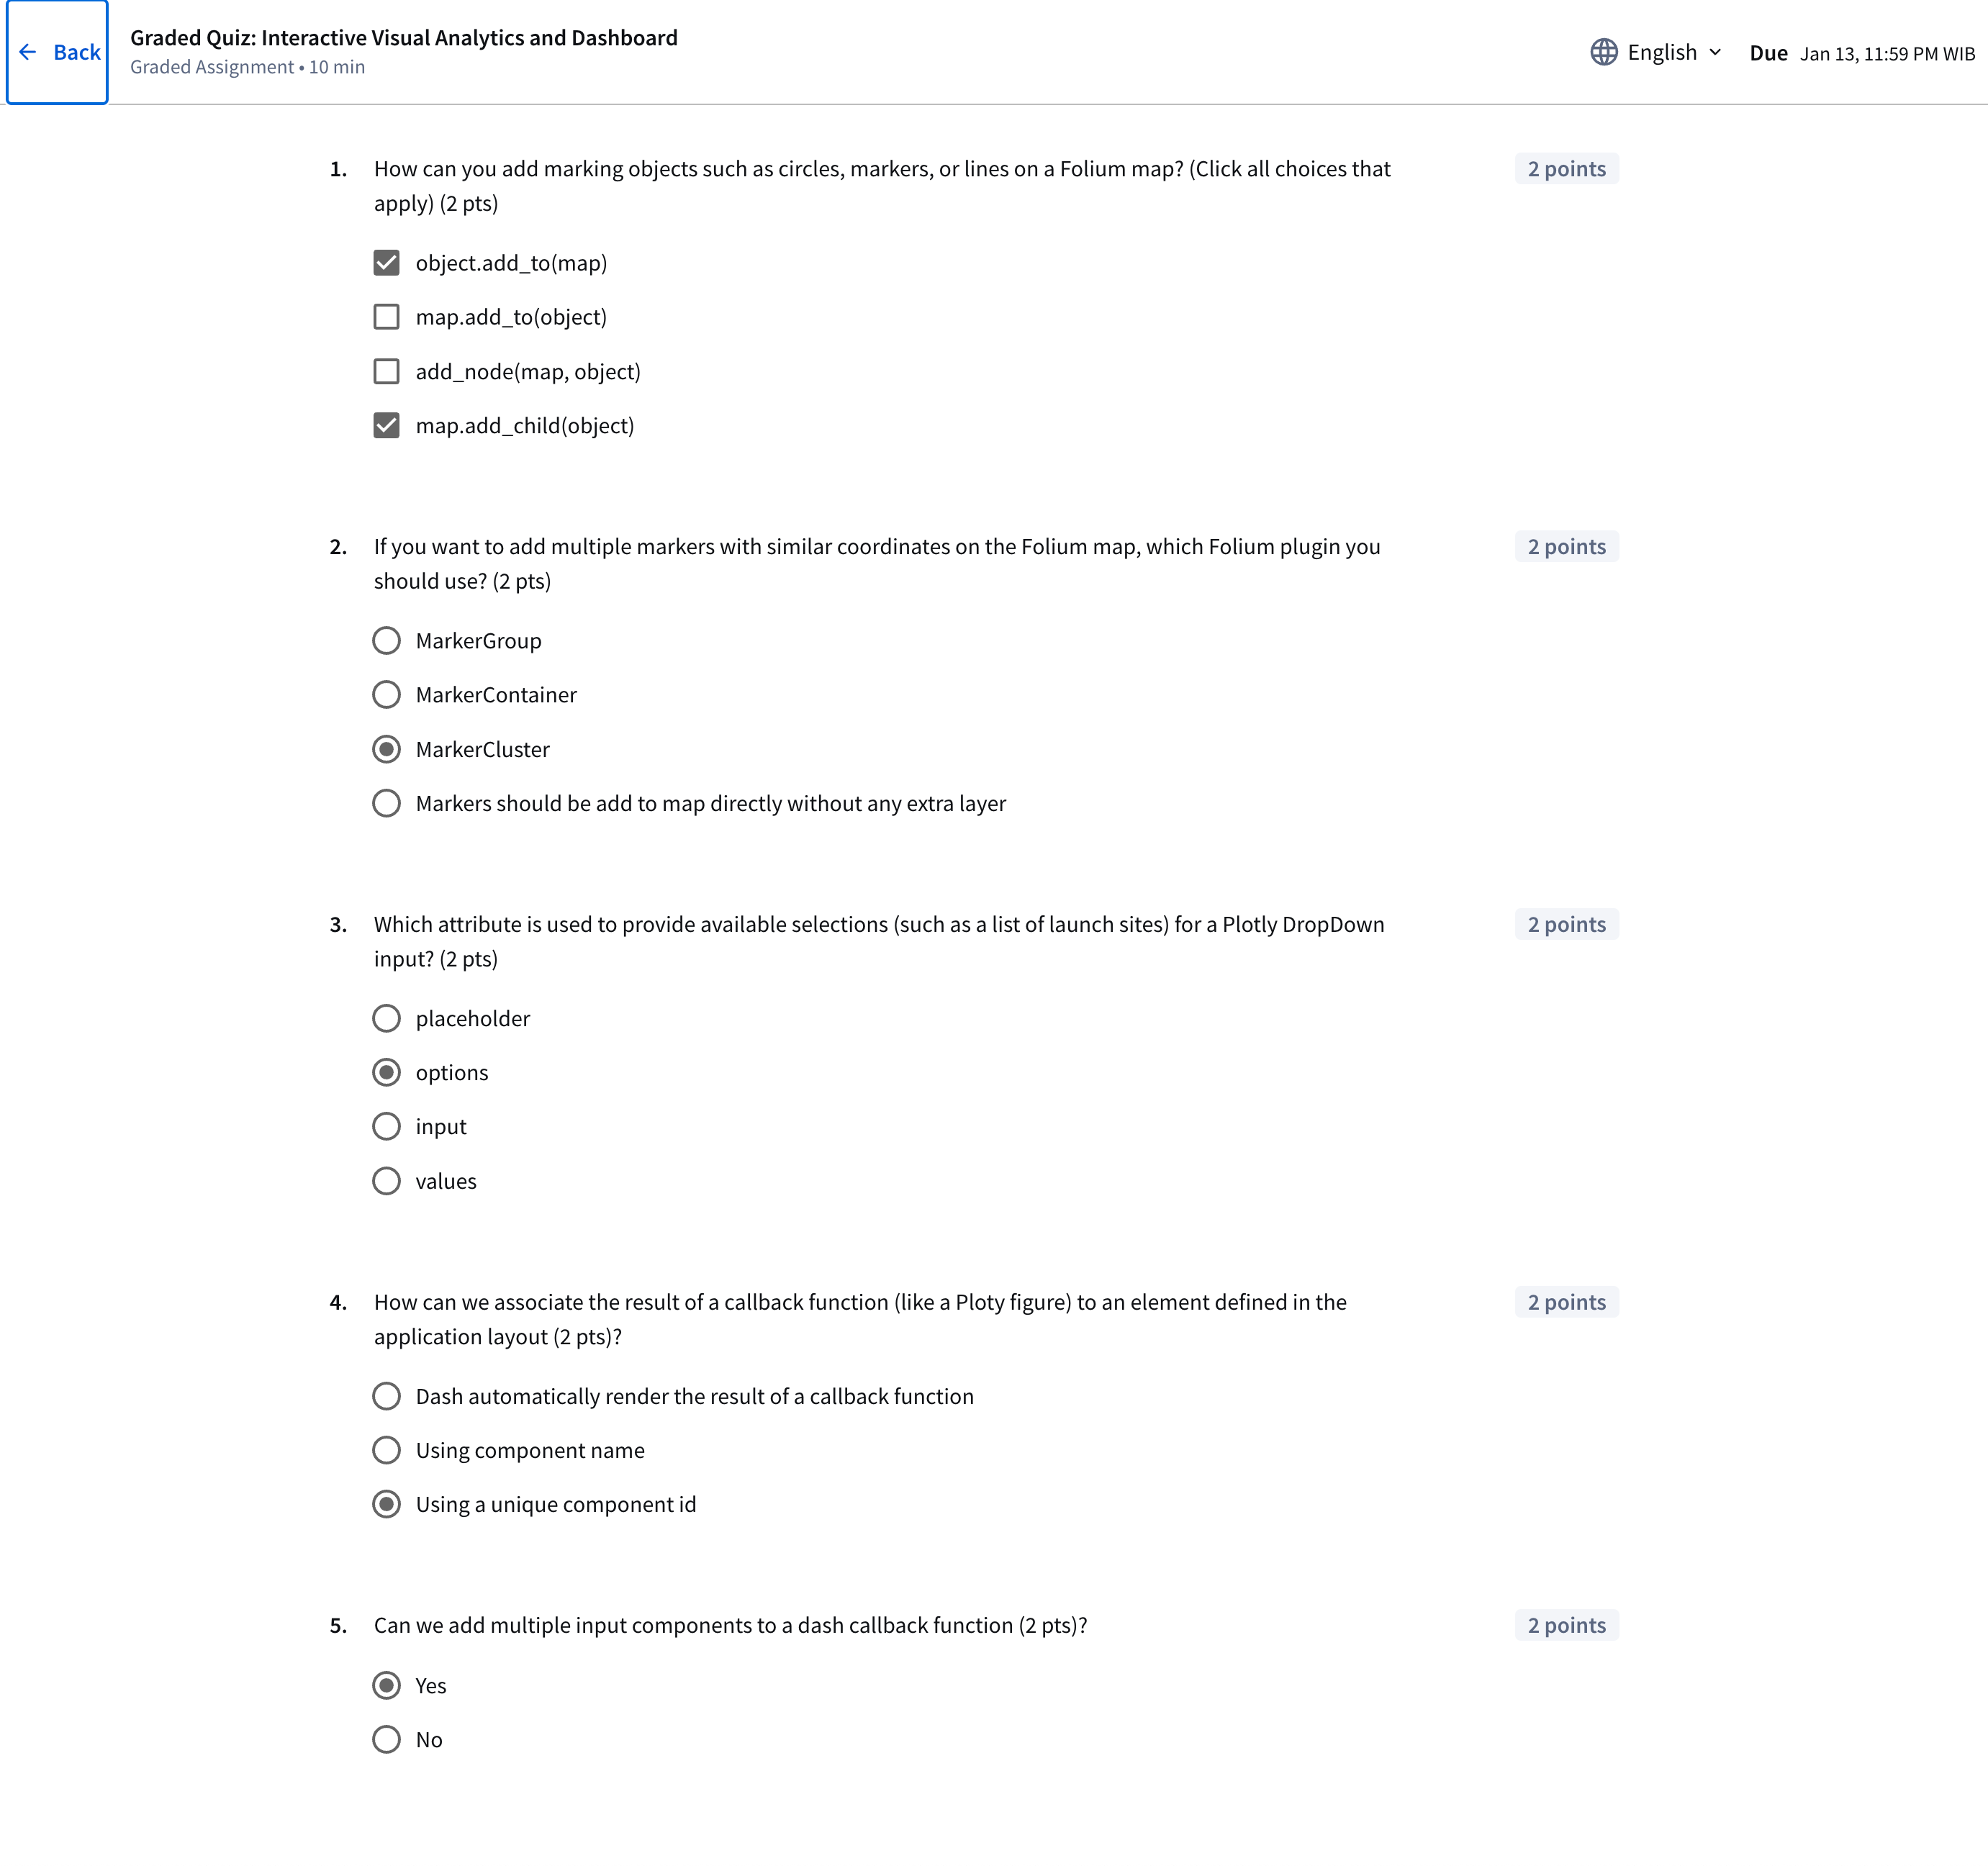 Back
Graded Quiz: Interactive Visual Analytics and Dashboard
Graded Assignment • 10 min
English
Due Jan 13, 11:59 PM WIB
1. How can you add marking objects such as circles, markers, or lines on a Folium map? (Click all choices that
apply) (2 pts)
2 points
object.add_to(map)
map.add_to(object)
add_node(map, object)
map.add_child(object)
2. If you want to add multiple markers with similar coordinates on the Folium map, which Folium plugin you
should use? (2 pts)
2 points
MarkerGroup
MarkerContainer
MarkerCluster
Markers should be add to map directly without any extra layer
3. Which attribute is used to provide available selections (such as a list of launch sites) for a Plotly DropDown
input? (2 pts)
2 points
placeholder
options
input
values
4. How can we associate the result of a callback function (like a Ploty figure) to an element defined in the
application layout (2 pts)?
2 points
Dash automatically render the result of a callback function
Using component name
Using a unique component id
5. Can we add multiple input components to a dash callback function (2 pts)?
2 points
Yes
No